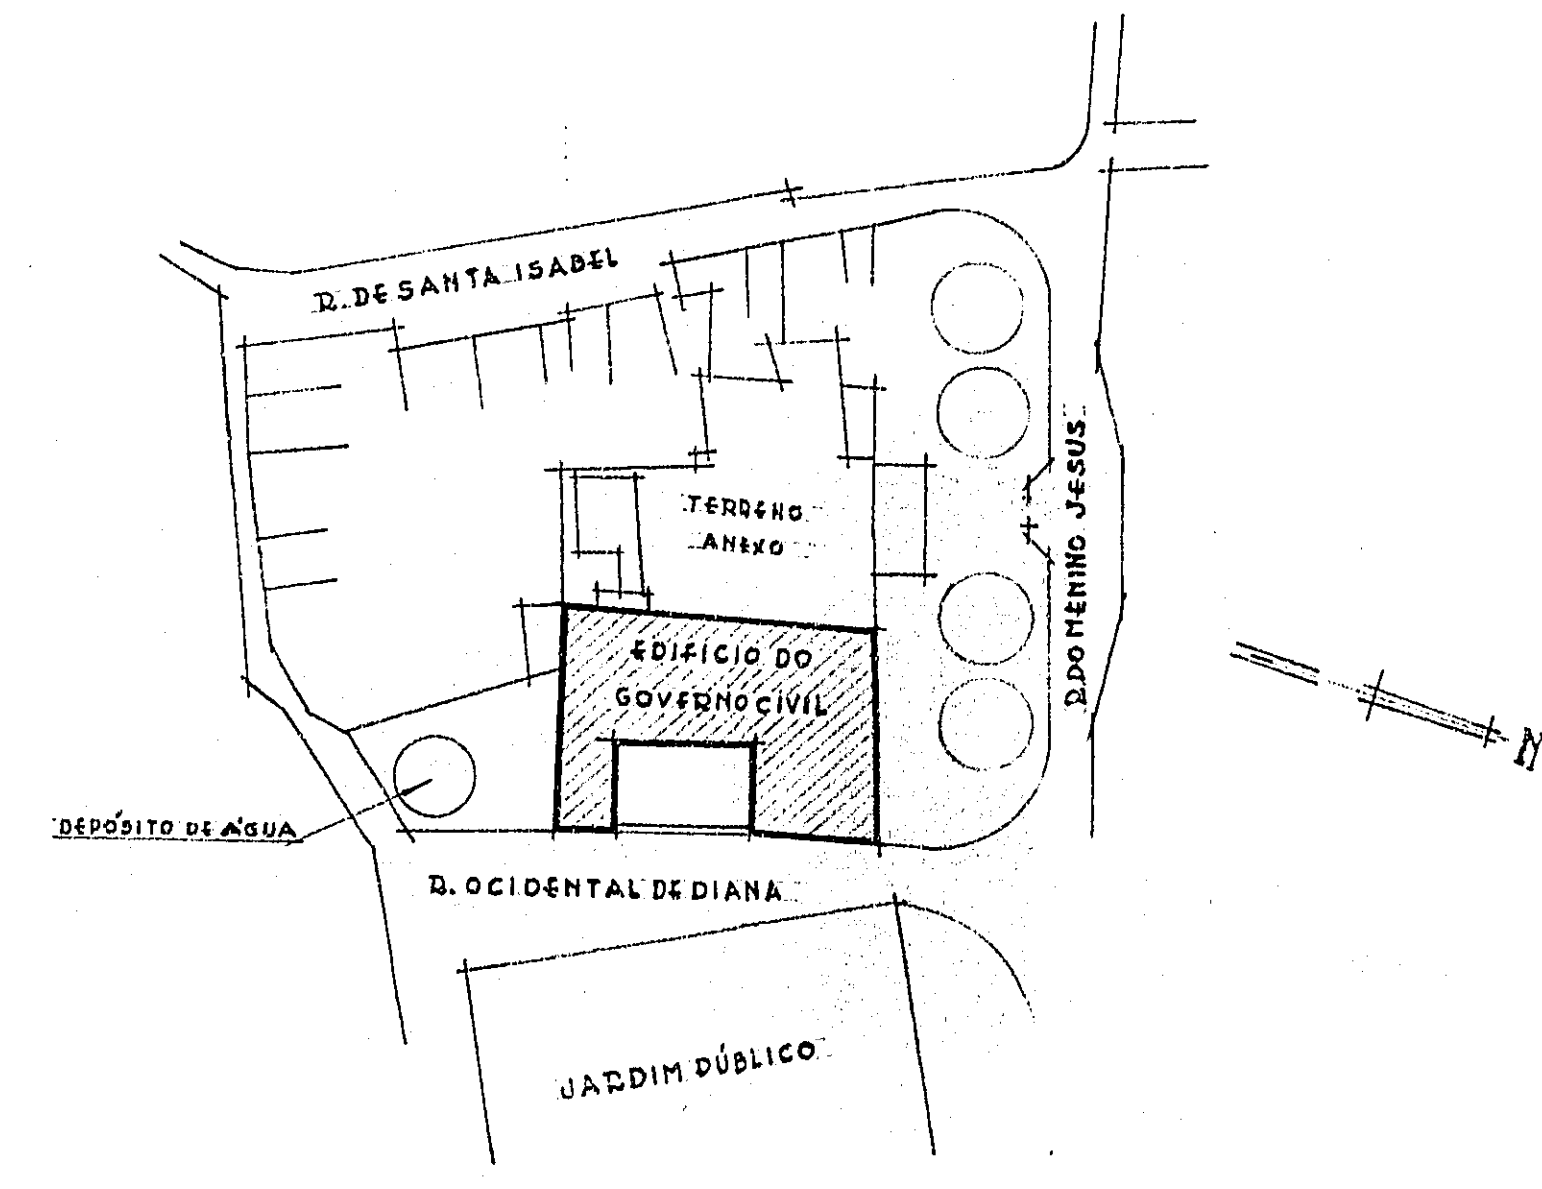 R. DE SANTA ISABEL
TERRENO
ANEXO
R. DO MENINO JESUS
EDIFÍCIO DO
GOVERNO CIVIL
N
DEPÓSITO DE ÁGUA
R. OCIDENTAL DE DIANA
JARDIM PÚBLICO